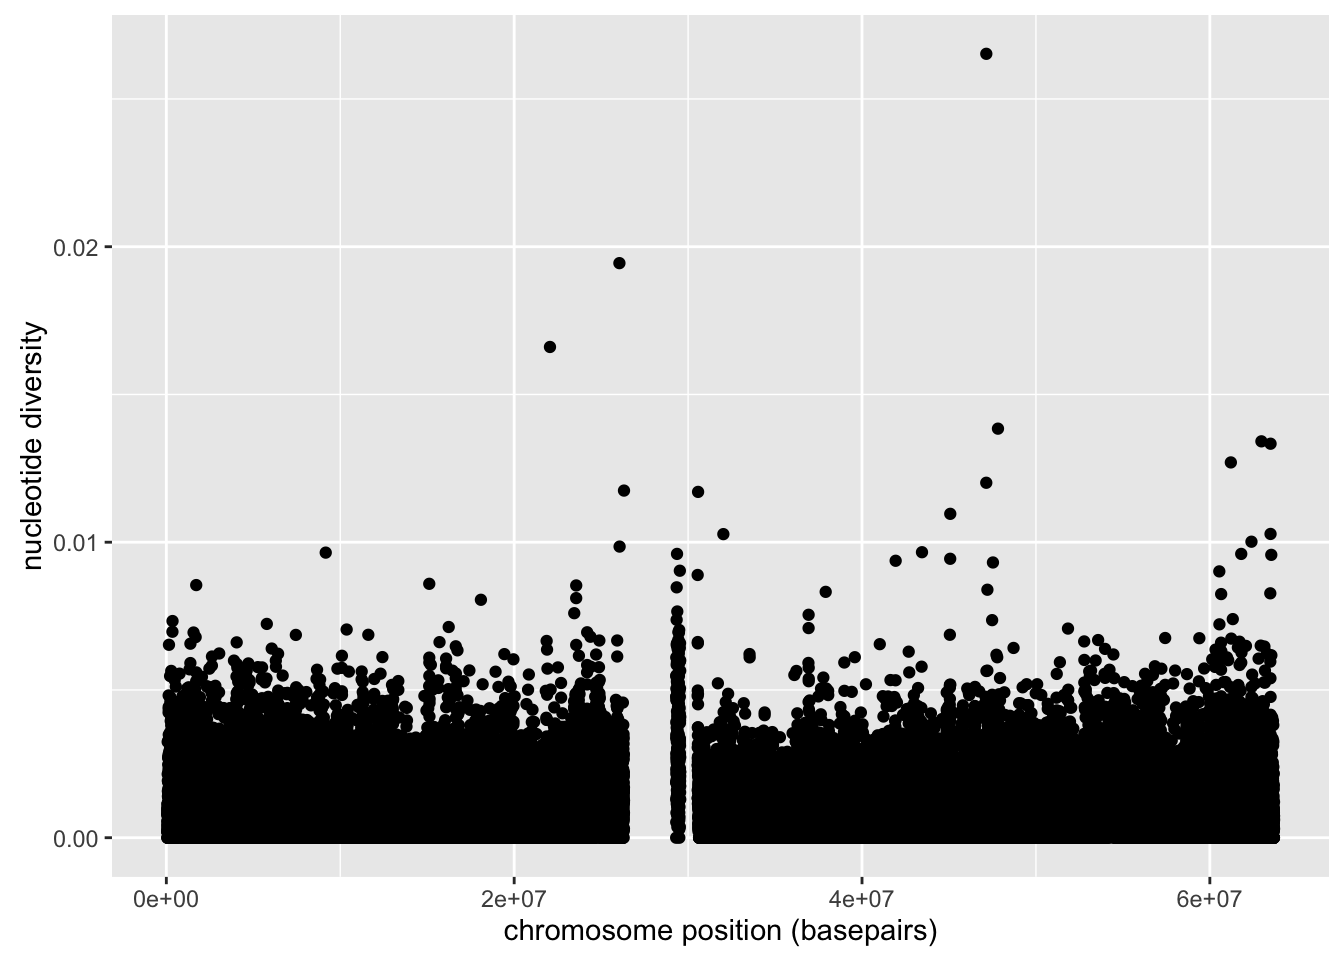 nucleotide diversity
0.02
0.01
0.00
0e+00 2e+07 4e+07 6e+07
chromosome position (basepairs)